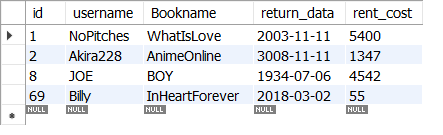 id username Bookname return_data rent_cost
1 NoPitches WhatIsLove 2003-11-11 5400
2 Akira228 AnimeOnline 3008-11-11 1347
8 JOE BOY 1934-07-06 4542
69 Billy InHeartForever 2018-03-02 55
NULL NULL NULL NULL NULL